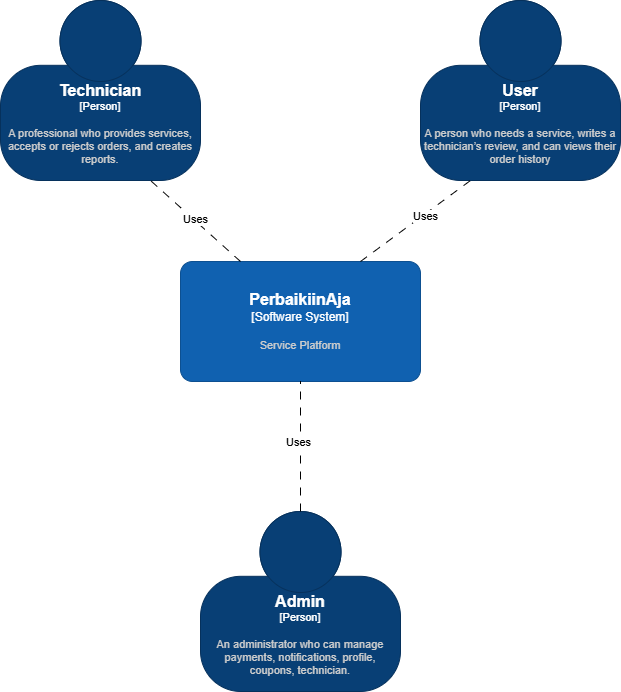 Technician
[Person]
A professional who provides services,
accepts or rejects orders, and creates
reports.
User
[Person]
A person who needs a service, writes a
technician's review, and can views their
order history
Uses
Uses
PerbaikiinAja
[Software System]
Service Platform
Uses
Admin
[Person]
An administrator who can manage
payments, notifications, profile,
coupons, technician.